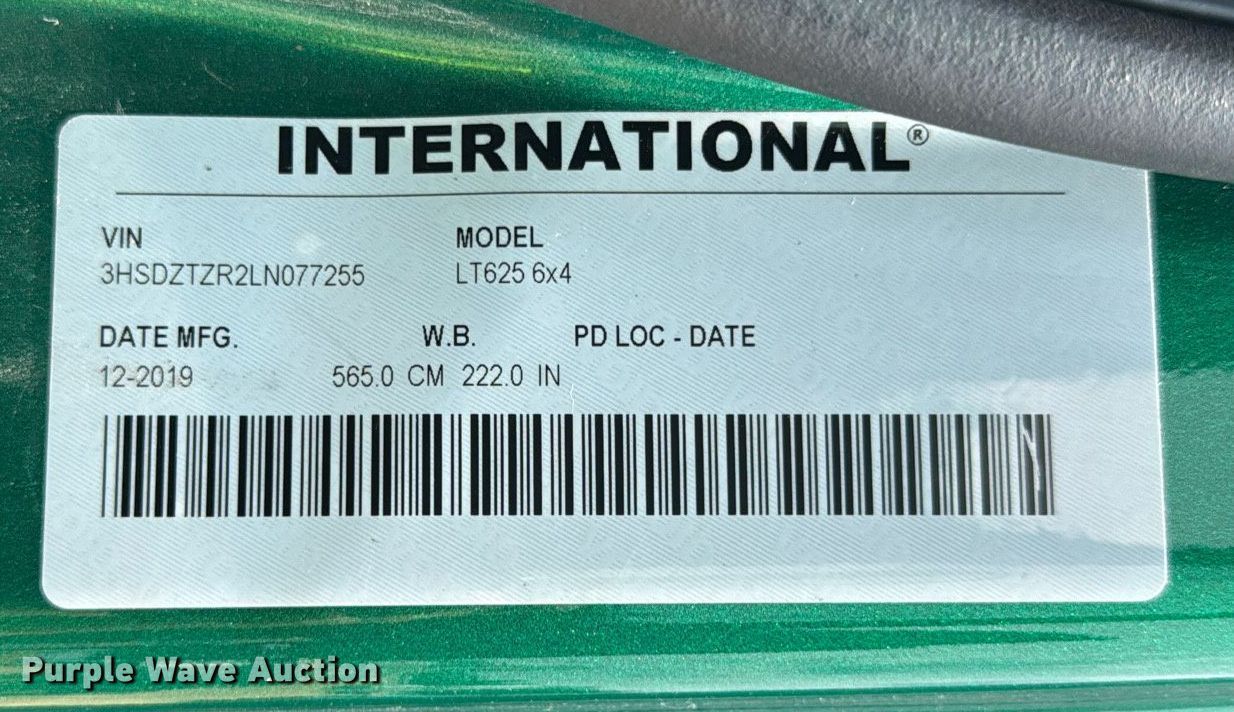 INTERNATIONAL®
VIN MODEL
3HSDZTZR2LN077255 LT625 6x4
DATE MFG. W.B. PD LOC - DATE
12-2019 565.0 CM 222.0 IN
Purple Wave Auction